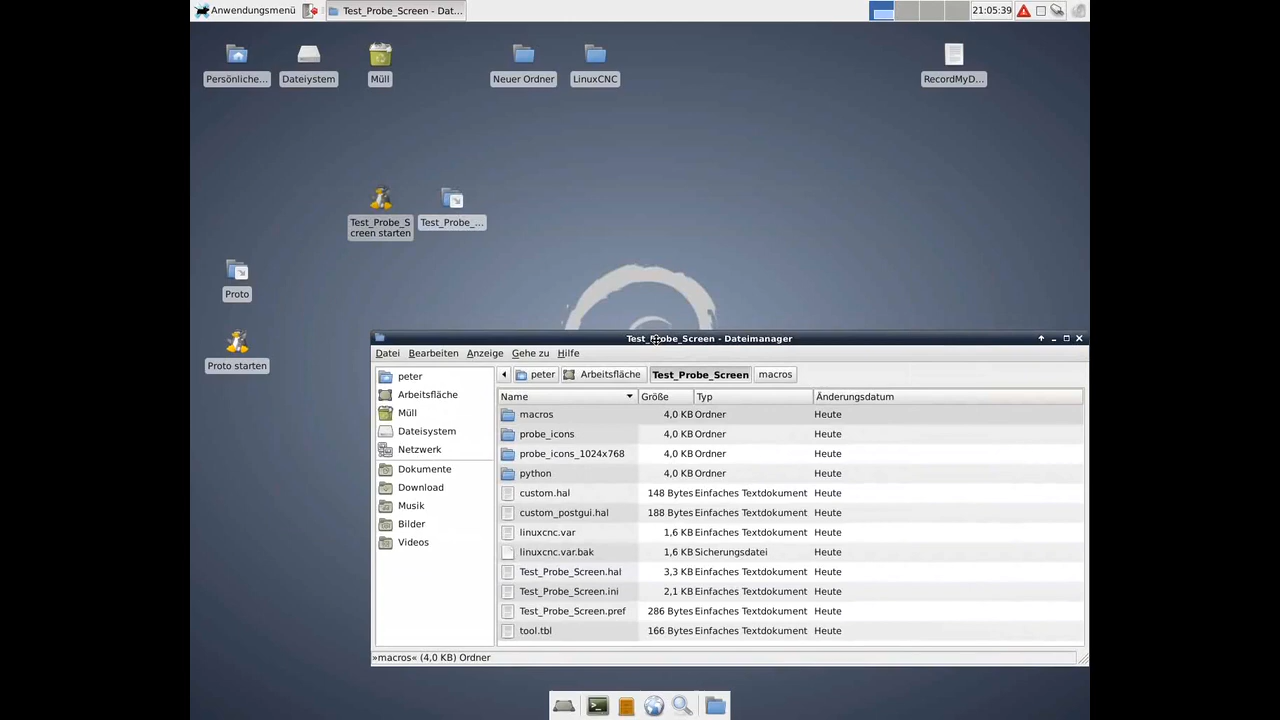 Anwendungsmenü
Test_Probe_Screen - Dat...
21:05:39
Persönliche...
Dateiystem
Müll
Neuer Ordner
LinuxCNC
RecordMyD...
Test_Probe_S
creen starten
Test_Probe_...
Proto
Proto starten
Test_Probe_Screen - Dateimanager
Datei Bearbeiten Anzeige Gehe zu Hilfe
peter Arbeitsfläche Test_Probe_Screen macros
peter
Arbeitsfläche
Müll
Dateisystem
Netzwerk
Dokumente
Download
Musik
Bilder
Videos
Name Größe Typ Änderungsdatum
macros 4,0 KB Ordner Heute
probe_icons 4,0 KB Ordner Heute
probe_icons_1024x768 4,0 KB Ordner Heute
python 4,0 KB Ordner Heute
custom.hal 148 Bytes Einfaches Textdokument Heute
custom_postgui.hal 188 Bytes Einfaches Textdokument Heute
linuxcnc.var 1,6 KB Einfaches Textdokument Heute
linuxcnc.var.bak 1,6 KB Sicherungsdatei Heute
Test_Probe_Screen.hal 3,3 KB Einfaches Textdokument Heute
Test_Probe_Screen.ini 2,1 KB Einfaches Textdokument Heute
Test_Probe_Screen.pref 286 Bytes Einfaches Textdokument Heute
tool.tbl 166 Bytes Einfaches Textdokument Heute
»macros« (4,0 KB) Ordner